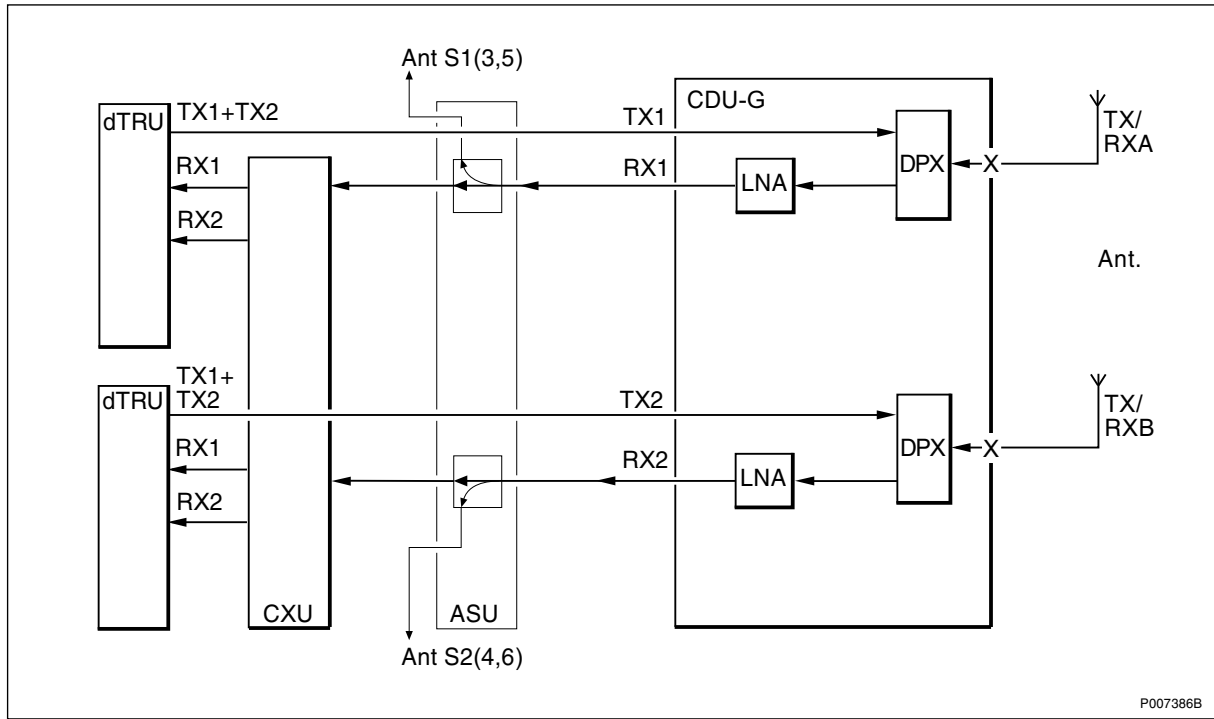 Ant S1(3,5)
CDU-G
dTRU
TX1+TX2
TX1
DPX
TX/
RXA
RX1
RX1
LNA
X
RX2
Ant.
dTRU
TX1+
TX2
TX2
DPX
TX/
RXB
RX1
RX2
LNA
X
RX2
CXU
ASU
Ant S2(4,6)
P007386B